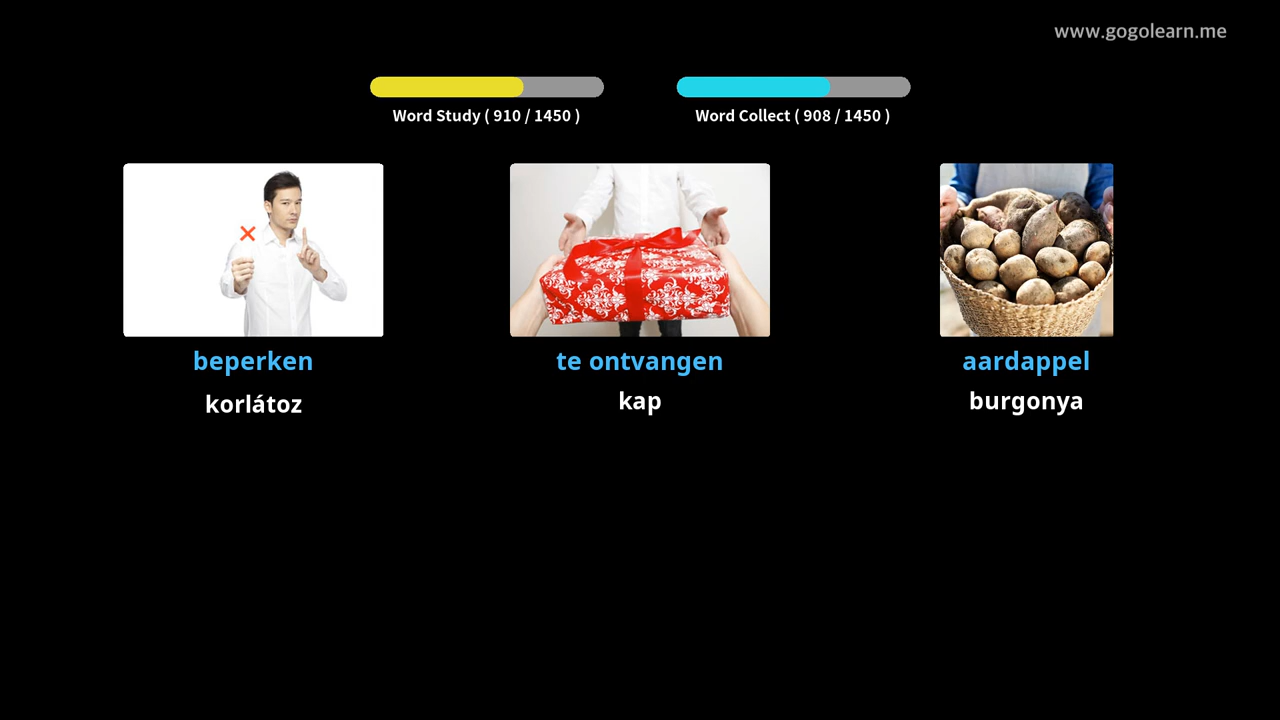 www.gogolearn.me
Word Study ( 910 / 1450 )
Word Collect ( 908 / 1450 )
beperken
te ontvangen
aardappel
korlátoz
kap
burgonya